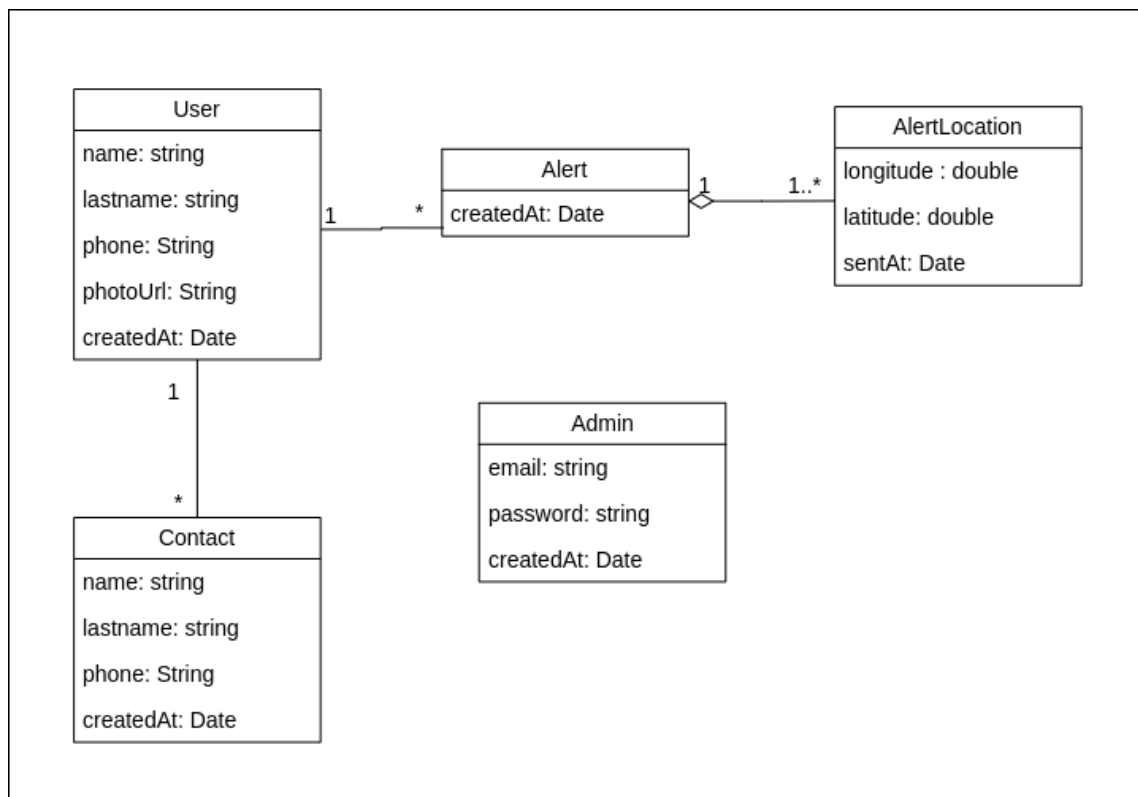 User
name: string
lastname: string
phone: String
photoUrl: String
createdAt: Date
1
*
Alert
createdAt: Date
1
1..*
AlertLocation
longitude : double
latitude: double
sentAt: Date
1
*
Contact
name: string
lastname: string
phone: String
createdAt: Date
Admin
email: string
password: string
createdAt: Date